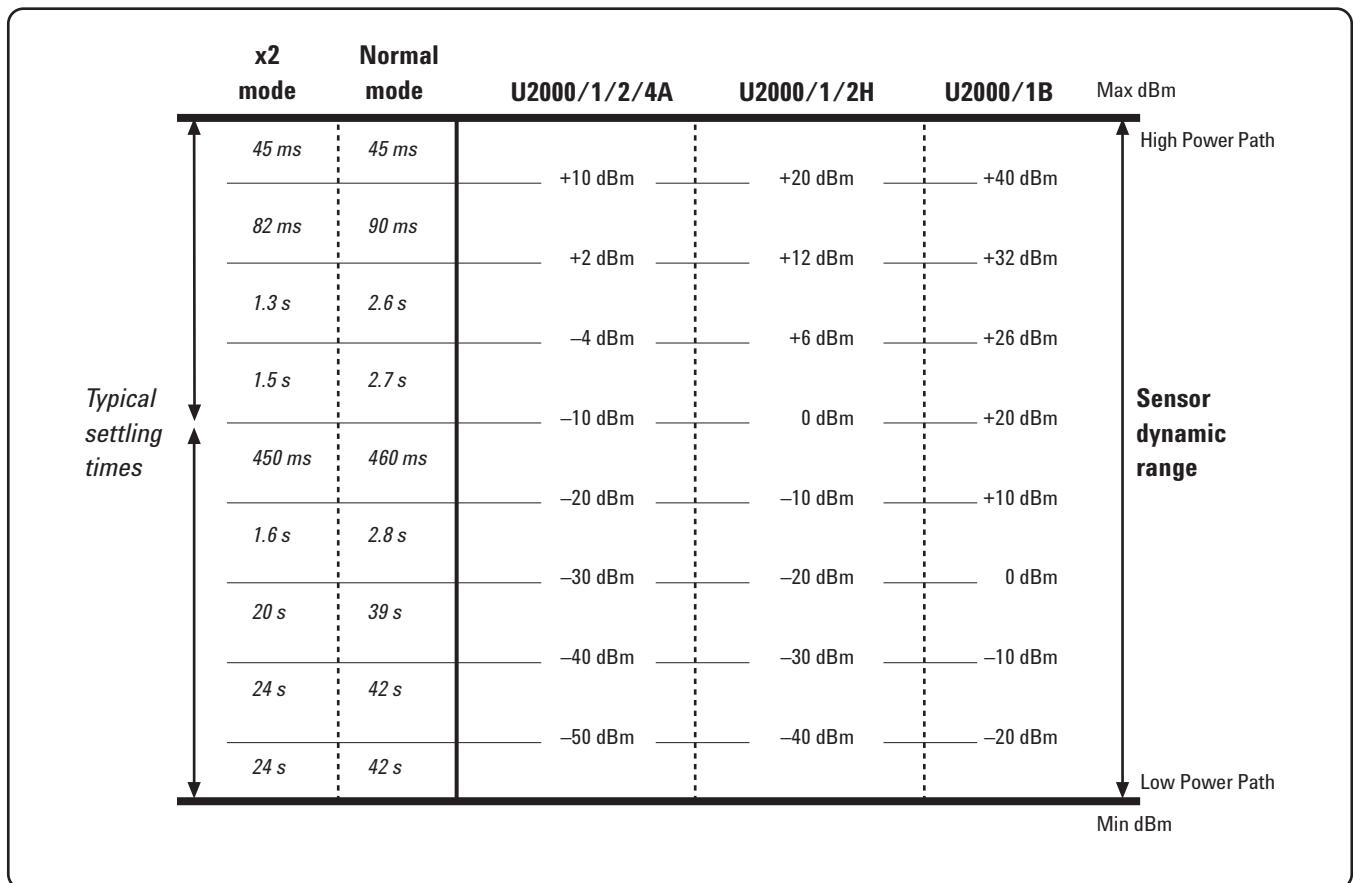 x2 mode Normal mode U2000/1/2/4A U2000/1/2H U2000/1B Max dBm
High Power Path
45 ms 45 ms
+10 dBm +20 dBm +40 dBm
82 ms 90 ms
+2 dBm +12 dBm +32 dBm
1.3 s 2.6 s
–4 dBm +6 dBm +26 dBm
1.5 s 2.7 s
Typical settling times
Sensor dynamic range
–10 dBm 0 dBm +20 dBm
450 ms 460 ms
–20 dBm –10 dBm +10 dBm
1.6 s 2.8 s
–30 dBm –20 dBm 0 dBm
20 s 39 s
–40 dBm –30 dBm –10 dBm
24 s 42 s
–50 dBm –40 dBm –20 dBm
24 s 42 s
Low Power Path
Min dBm